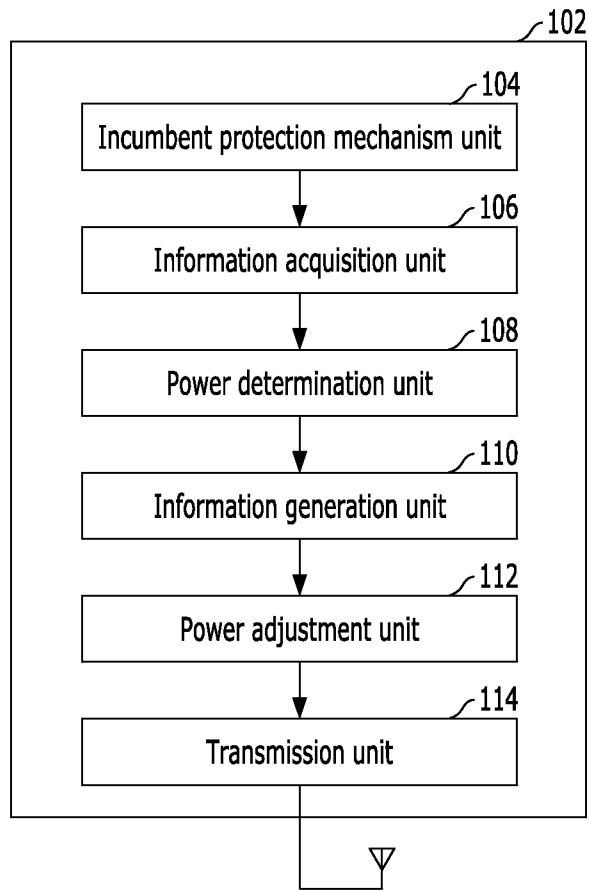 102
104
Incumbent protection mechanism unit
106
Information acquisition unit
108
Power determination unit
110
Information generation unit
112
Power adjustment unit
114
Transmission unit